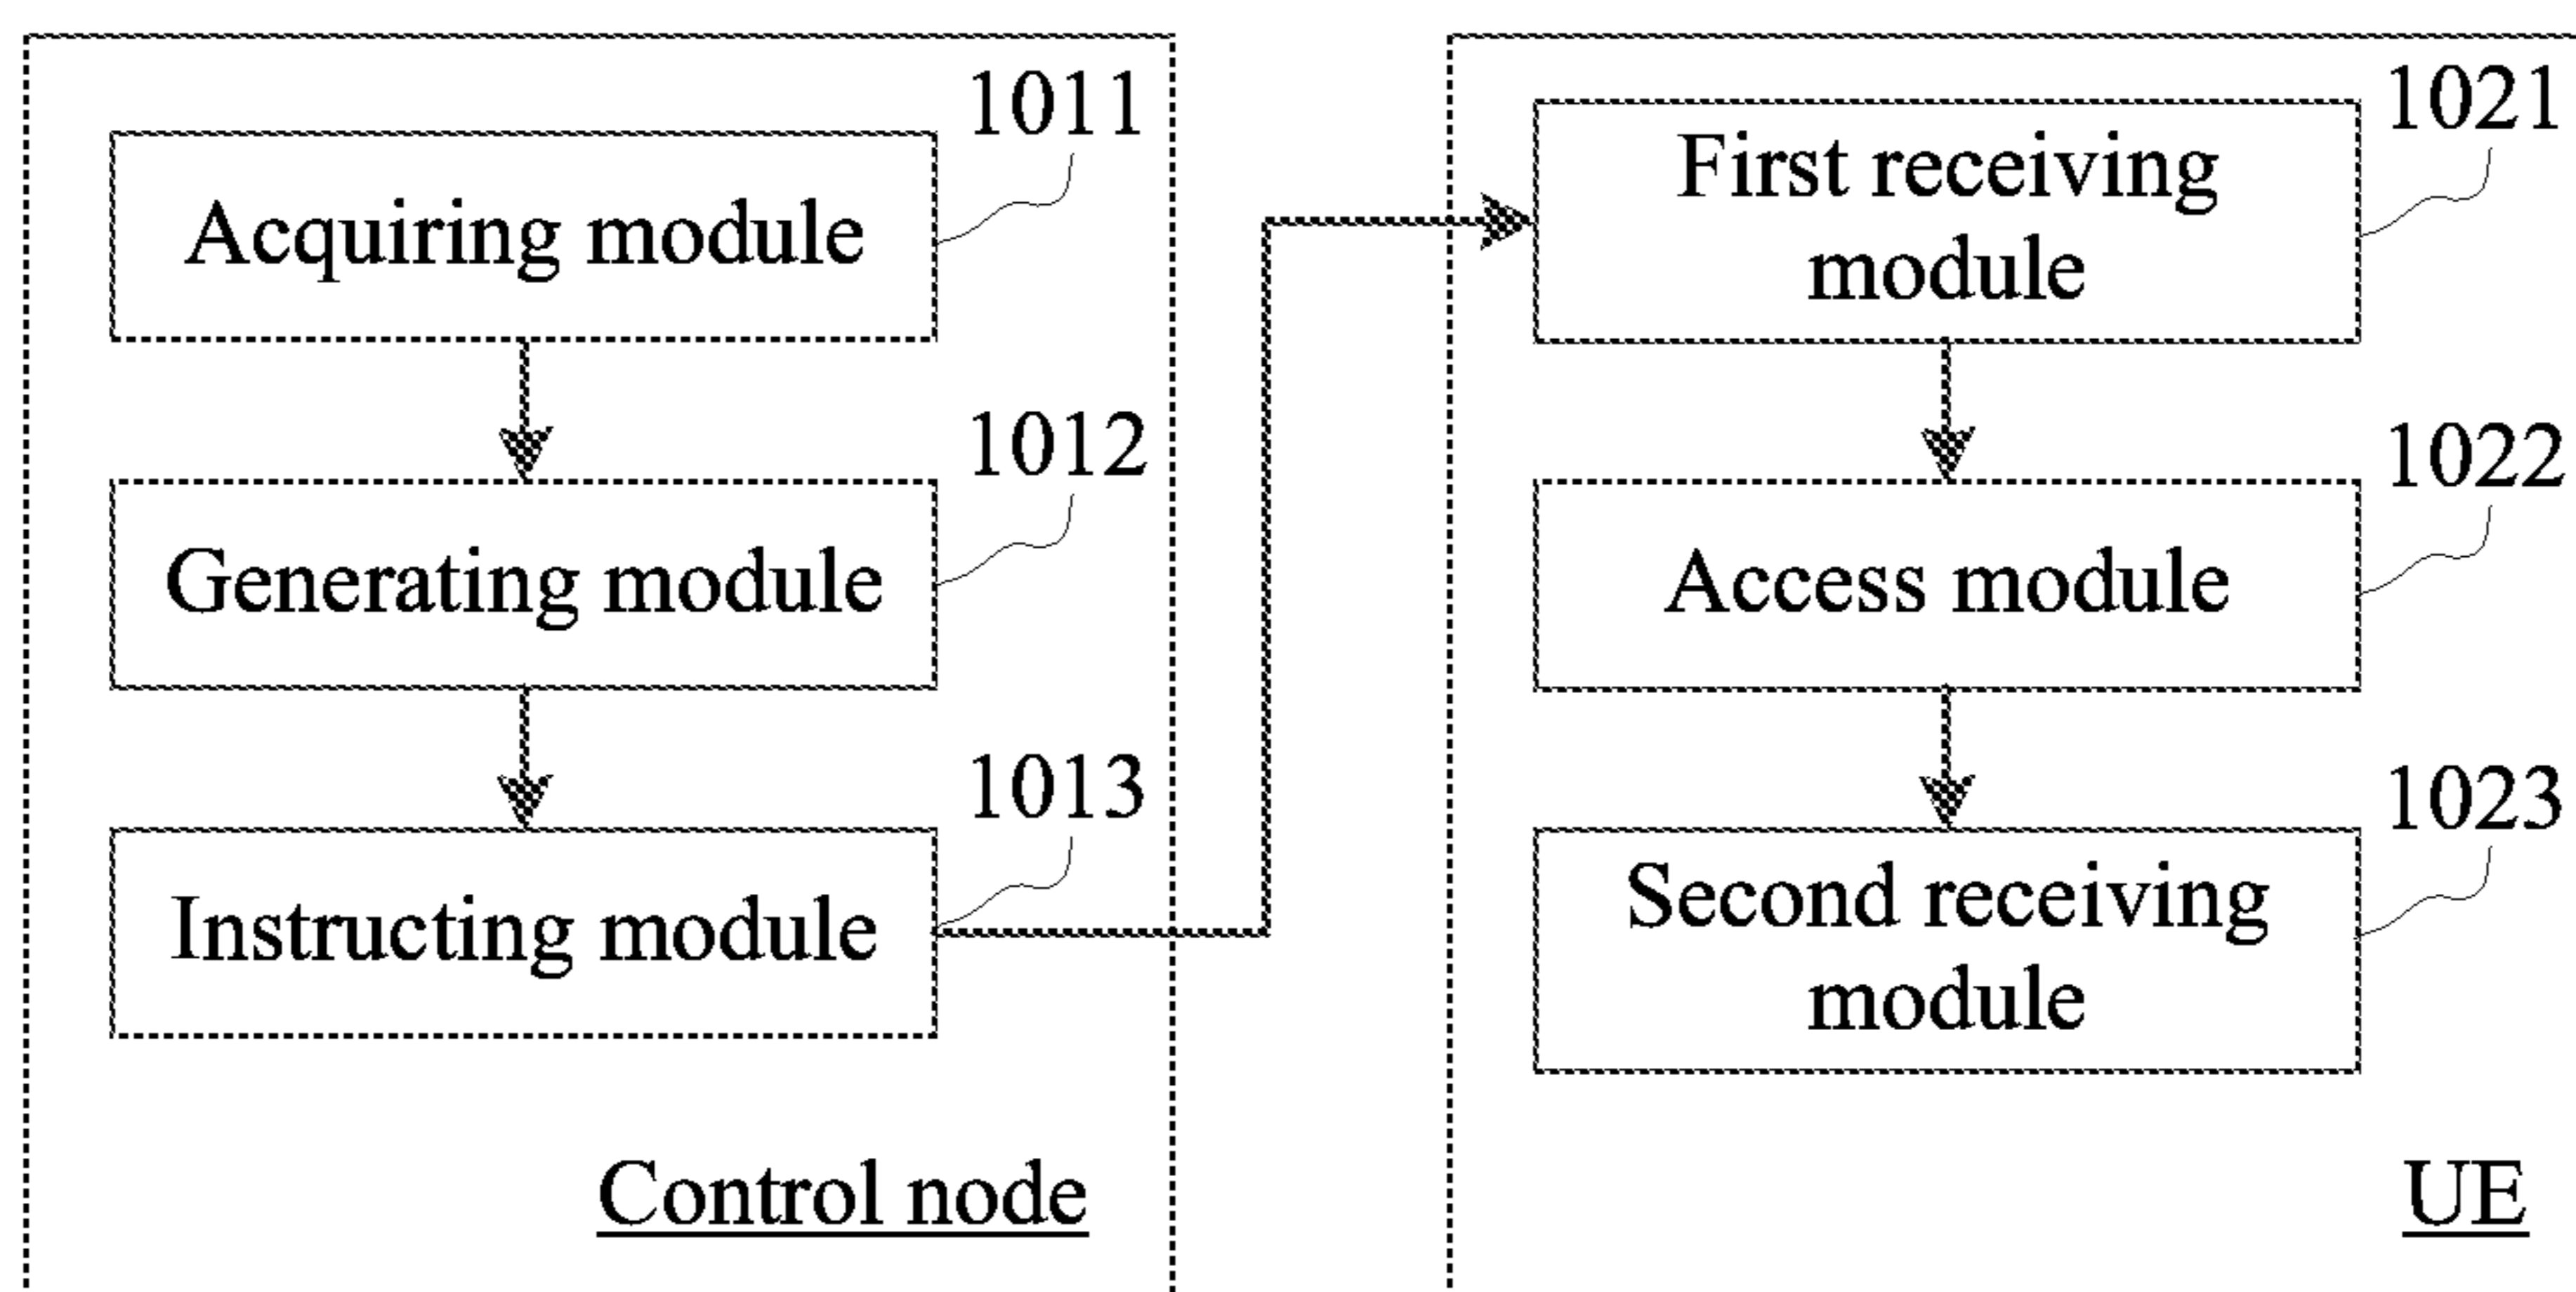 1011
Acquiring module
1012
Generating module
1013
Instructing module
Control node
1021
First receiving
module
1022
Access module
1023
Second receiving
module
UE